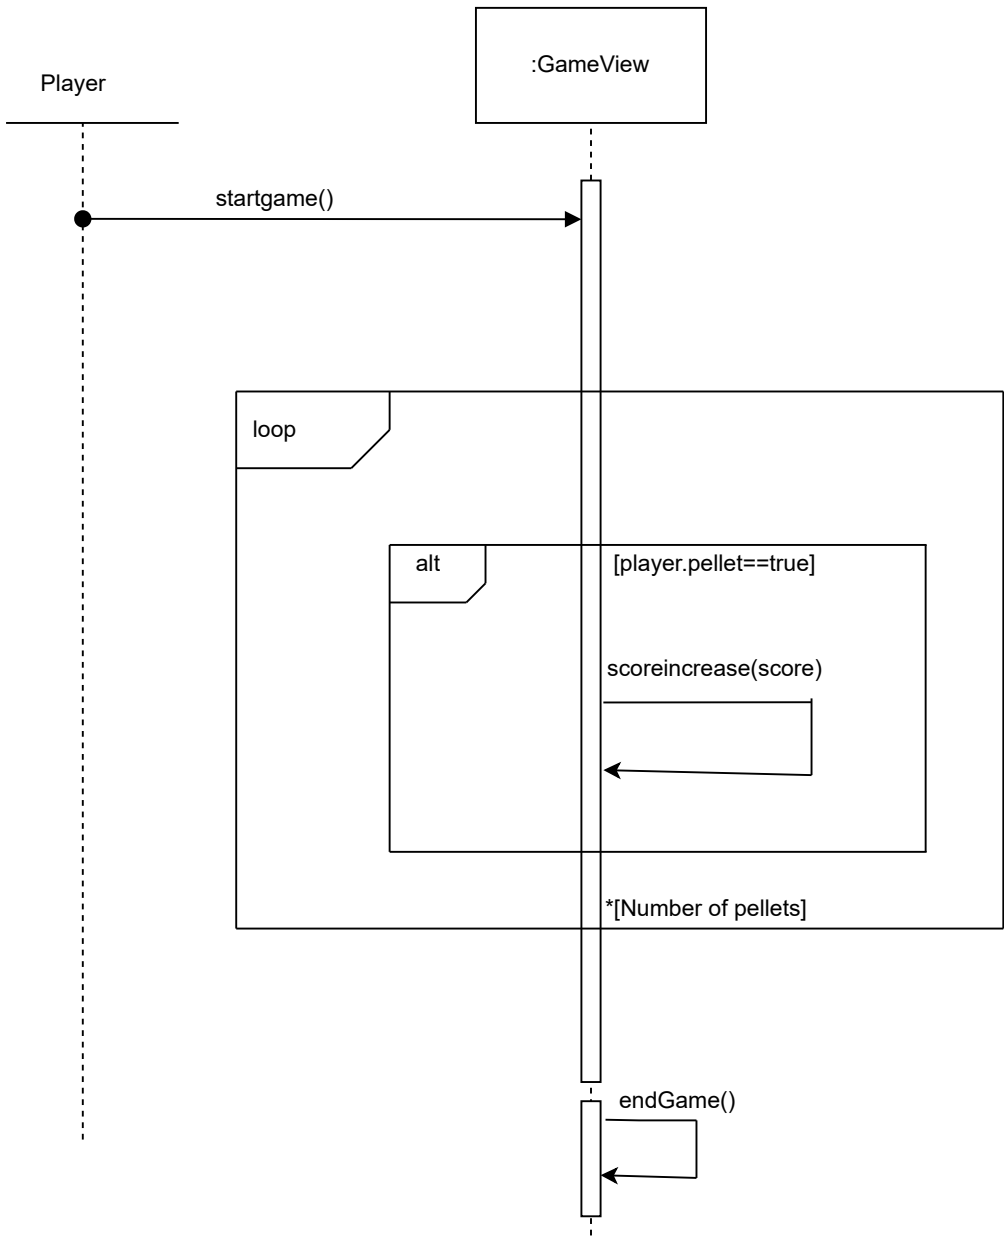 Player
:GameView
startgame()
loop
alt
[player.pellet==true]
scoreincrease(score)
*[Number of pellets]
endGame()